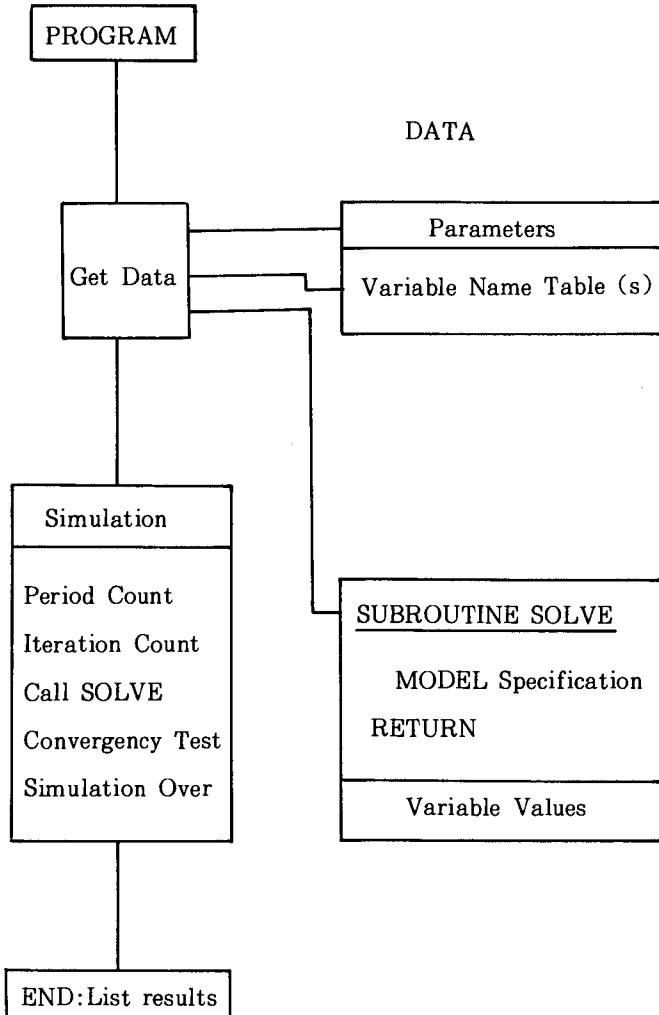 PROGRAM
DATA
Get Data
Parameters
Variable Name Table (s)
Simulation
Period Count
Iteration Count
Call SOLVE
Convergency Test
Simulation Over
SUBROUTINE SOLVE
MODEL Specification
RETURN
Variable Values
END:List results